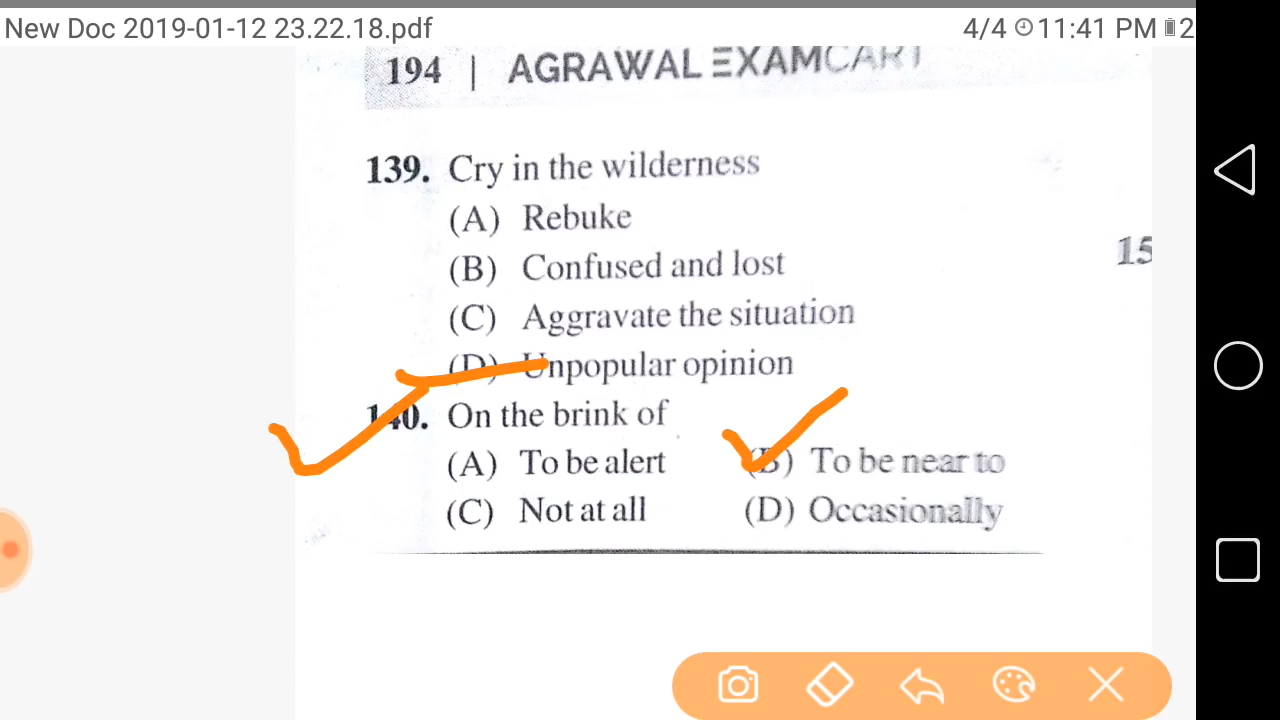 New Doc 2019-01-12 23.22.18.pdf 4/4 11:41 PM 2
194 | AGRAWAL EXAMCART
139. Cry in the wilderness
(A) Rebuke
(B) Confused and lost
15
(C) Aggravate the situation
(D) Unpopular opinion
140. On the brink of
(A) To be alert (B) To be near to
(C) Not at all (D) Occasionally